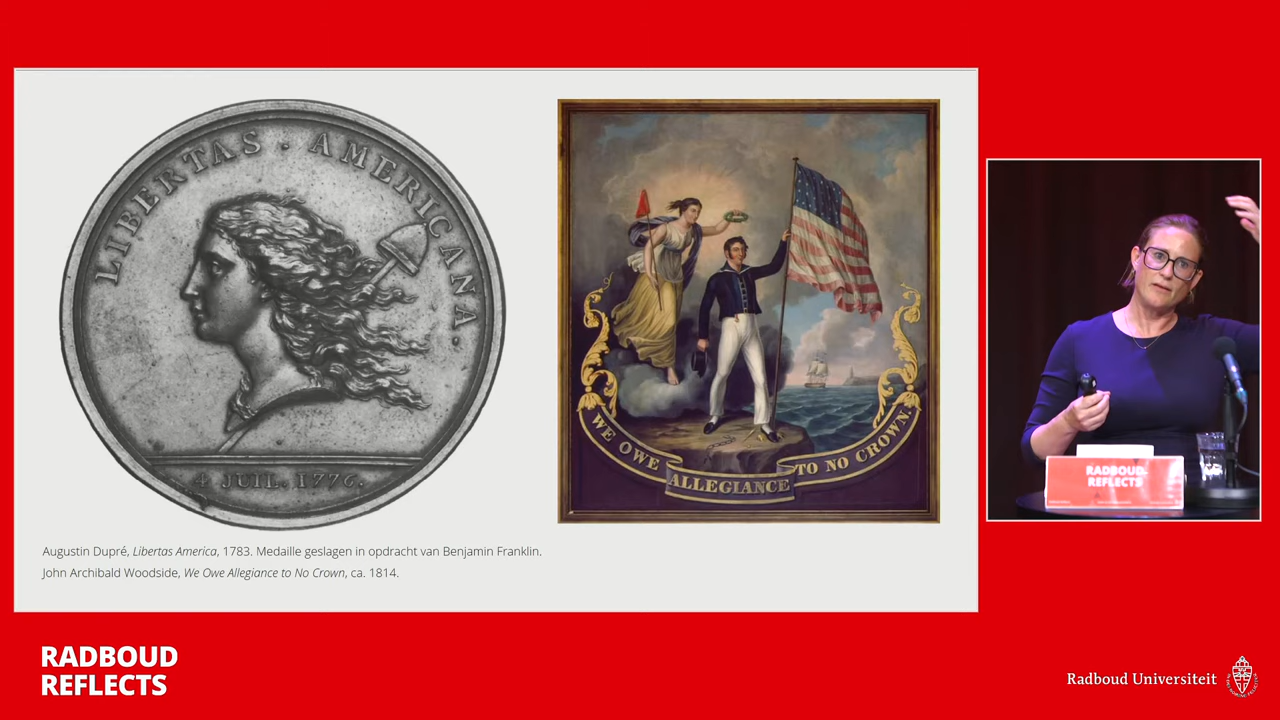 LIBERTAS · AMERICANA ·
4 JUIL. 1776.
WE OWE ALLEGIANCE TO NO CROWN.
Augustin Dupré, Libertas America, 1783. Medaille geslagen in opdracht van Benjamin Franklin.
John Archibald Woodside, We Owe Allegiance to No Crown, ca. 1814.
RADBOUD
REFLECTS
RADBOUD
REFLECTS
Radboud Universiteit